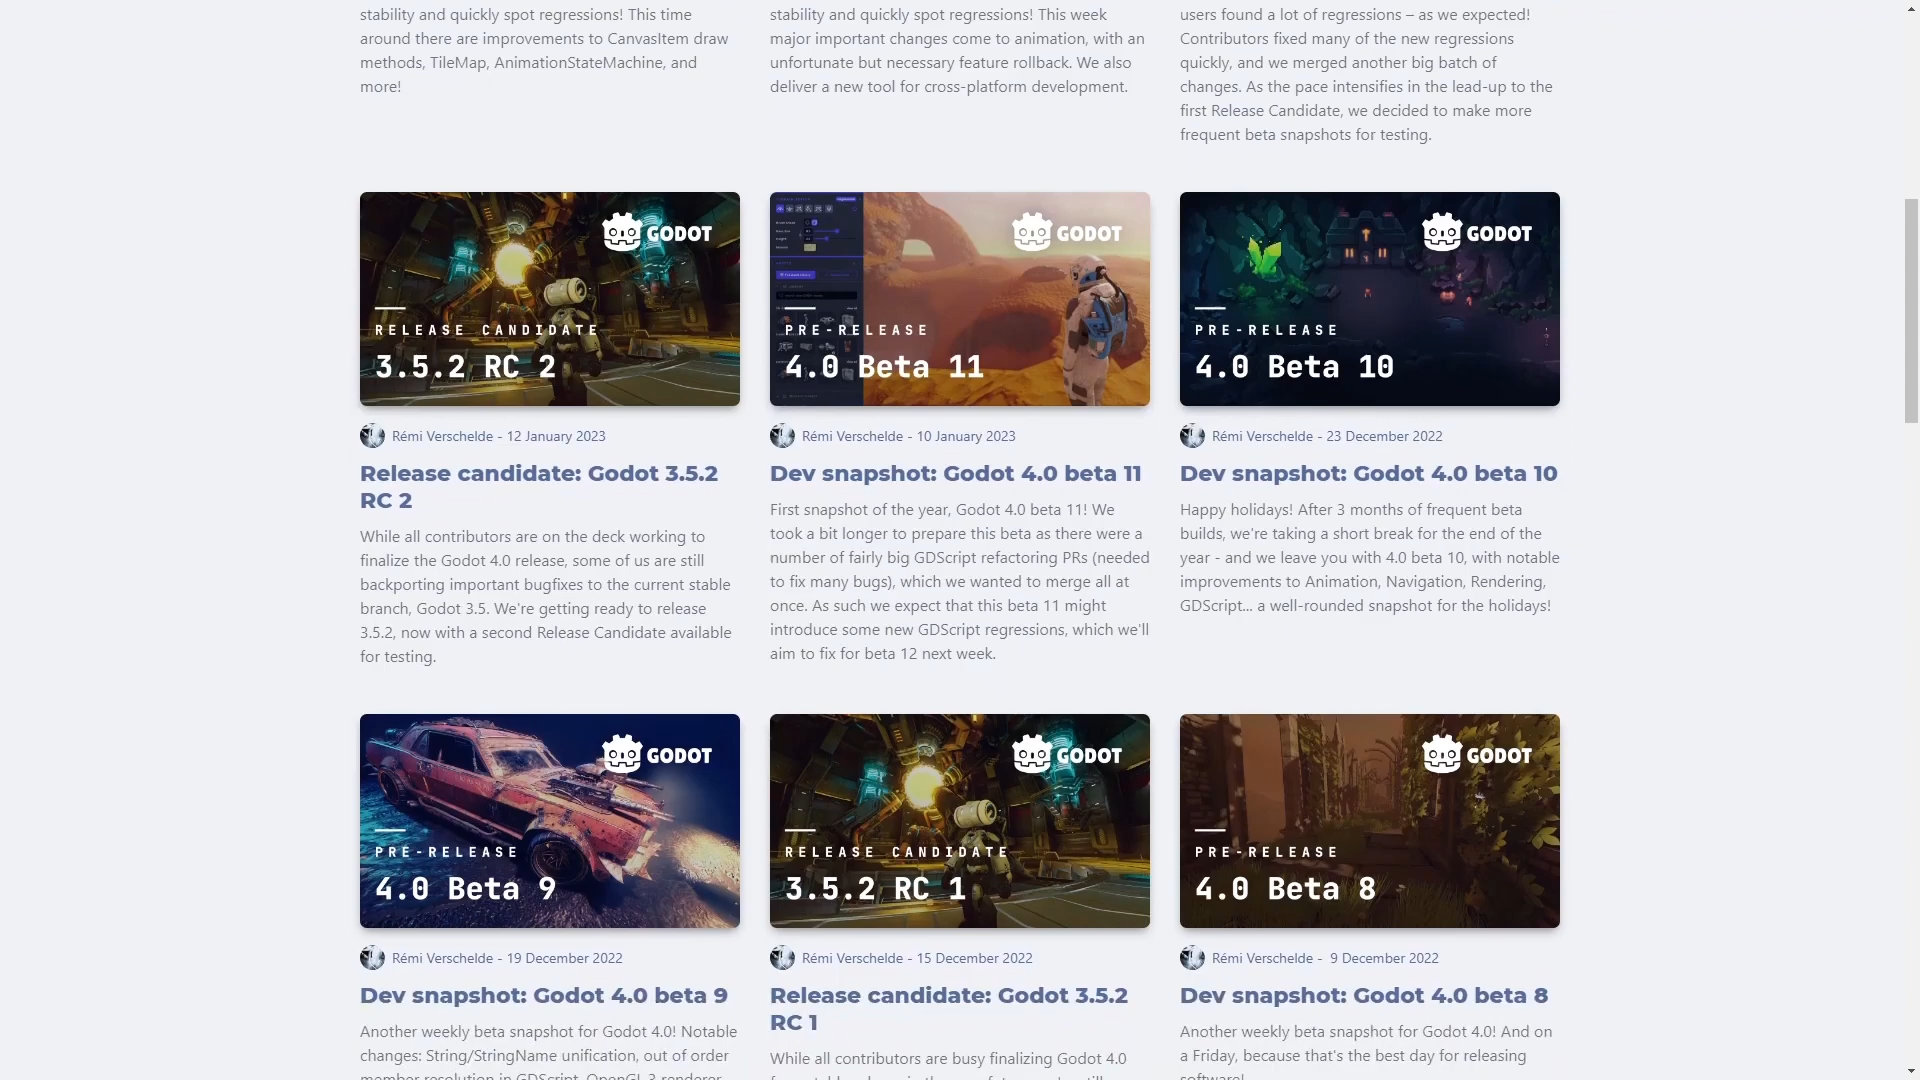 stability and quickly spot regressions! This time
around there are improvements to CanvasItem draw
methods, TileMap, AnimationStateMachine, and
more!
stability and quickly spot regressions! This week
major important changes come to animation, with an
unfortunate but necessary feature rollback. We also
deliver a new tool for cross-platform development.
users found a lot of regressions – as we expected!
Contributors fixed many of the new regressions
quickly, and we merged another big batch of
changes. As the pace intensifies in the lead-up to the
first Release Candidate, we decided to make more
frequent beta snapshots for testing.
GODOT
RELEASE CANDIDATE
3.5.2 RC 2
Rémi Verschelde - 12 January 2023
Release candidate: Godot 3.5.2
RC 2
While all contributors are on the deck working to
finalize the Godot 4.0 release, some of us are still
backporting important bugfixes to the current stable
branch, Godot 3.5. We're getting ready to release
3.5.2, now with a second Release Candidate available
for testing.
GODOT
PRE-RELEASE
4.0 Beta 11
Rémi Verschelde - 10 January 2023
Dev snapshot: Godot 4.0 beta 11
First snapshot of the year, Godot 4.0 beta 11! We
took a bit longer to prepare this beta as there were a
number of fairly big GDScript refactoring PRs (needed
to fix many bugs), which we wanted to merge all at
once. As such we expect that this beta 11 might
introduce some new GDScript regressions, which we'll
aim to fix for beta 12 next week.
GODOT
PRE-RELEASE
4.0 Beta 10
Rémi Verschelde - 23 December 2022
Dev snapshot: Godot 4.0 beta 10
Happy holidays! After 3 months of frequent beta
builds, we're taking a short break for the end of the
year - and we leave you with 4.0 beta 10, with notable
improvements to Animation, Navigation, Rendering,
GDScript... a well-rounded snapshot for the holidays!
GODOT
PRE-RELEASE
4.0 Beta 9
Rémi Verschelde - 19 December 2022
Dev snapshot: Godot 4.0 beta 9
Another weekly beta snapshot for Godot 4.0! Notable
changes: String/StringName unification, out of order
member resolution in GDScript, OpenGL 3 renderer
GODOT
RELEASE CANDIDATE
3.5.2 RC 1
Rémi Verschelde - 15 December 2022
Release candidate: Godot 3.5.2
RC 1
While all contributors are busy finalizing Godot 4.0
GODOT
PRE-RELEASE
4.0 Beta 8
Rémi Verschelde - 9 December 2022
Dev snapshot: Godot 4.0 beta 8
Another weekly beta snapshot for Godot 4.0! And on
a Friday, because that's the best day for releasing
software!